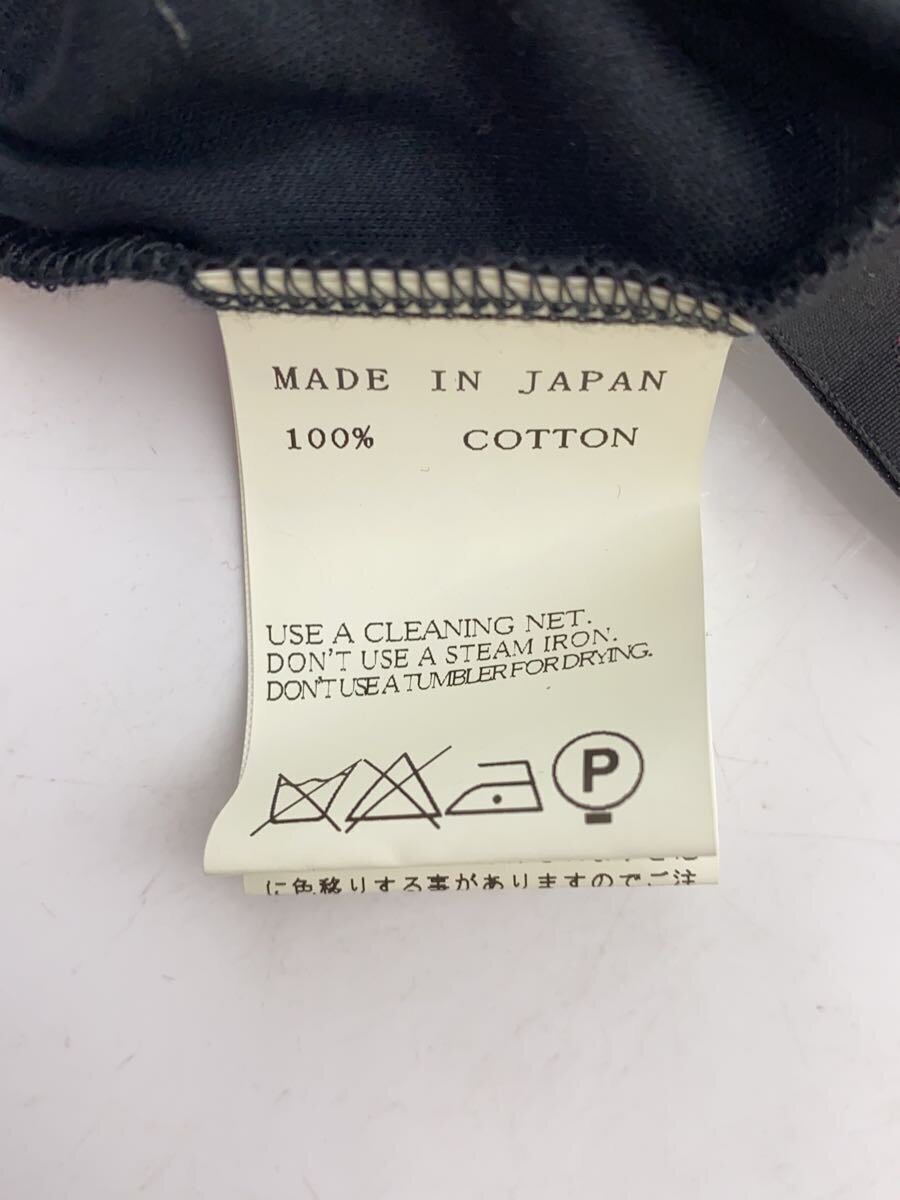 MADE IN JAPAN
100% COTTON
USE A CLEANING NET.
DON'T USE A STEAM IRON.
DON'T USE A TUMBLER FOR DRYING.
P
に色移りする事がありますのでご注